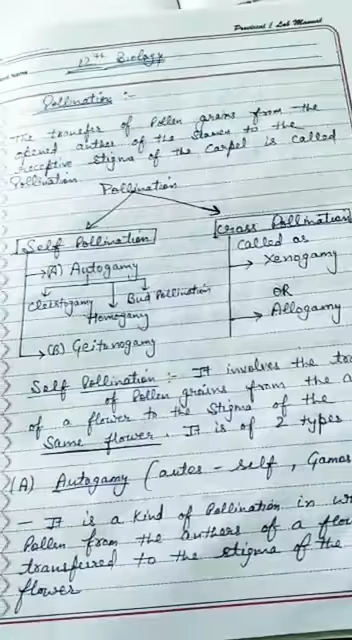 Practical / Lab Manual
12th Biology
Pollination :-
The transfer of Pollen grains from the
opened anther of the stamen to the
receptive stigma of the carpel is called
Pollination
Pollination
Self Pollination
→(A) Autogamy
Cleistogamy
Homogamy
Bud Pollination
→(B) Geitonogamy
Cross Pollination
called as
→ Xenogamy
OR
→ Allogamy
Self Pollination :- It involves the
of Pollen grains from the
of a flower to the Stigma of the
Same flower. It is of 2 types
(A) Autogamy (autos - self, Gamos
- It is a kind of Pollination in
Pollen from the anthers of a
transferred to the stigma of the
flower